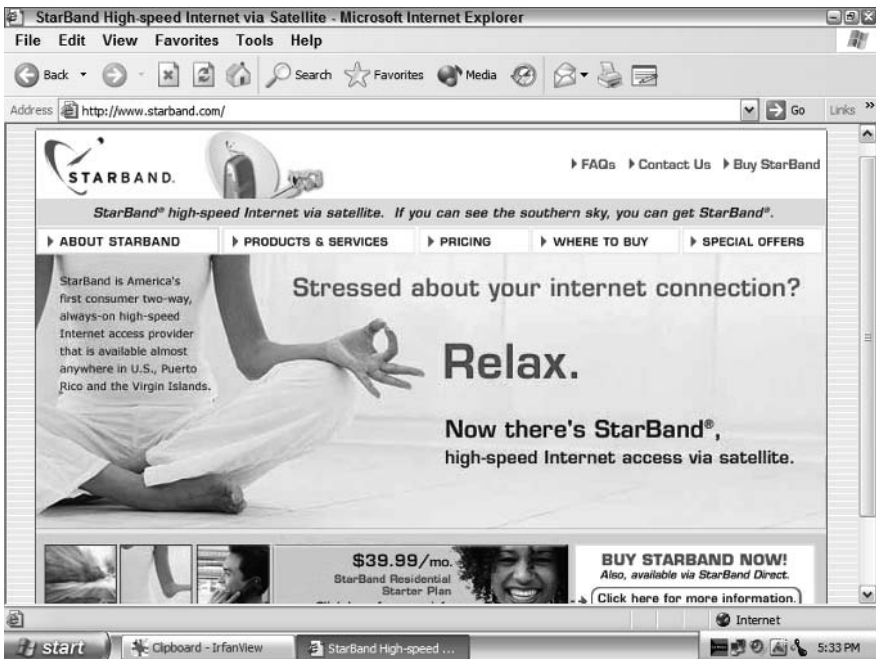 StarBand High-speed Internet via Satellite - Microsoft Internet Explorer
File Edit View Favorites Tools Help
Back Search Favorites Media
Address http://www.starband.com/ Go Links »
STARBAND.
FAQs Contact Us Buy StarBand
StarBand® high-speed Internet via satellite. If you can see the southern sky, you can get StarBand®.
ABOUT STARBAND PRODUCTS & SERVICES PRICING WHERE TO BUY SPECIAL OFFERS
StarBand is America's
first consumer two-way,
always-on high-speed
Internet access provider
that is available almost
anywhere in U.S., Puerto
Rico and the Virgin Islands.
Stressed about your internet connection?
Relax.
Now there's StarBand®,
high-speed Internet access via satellite.
$39.99/mo.
StarBand Residential
Starter Plan
BUY STARBAND NOW!
Also, available via StarBand Direct.
Click here for more information.
Internet
start Clipboard - IrfanView StarBand High-speed ... 5:33 PM